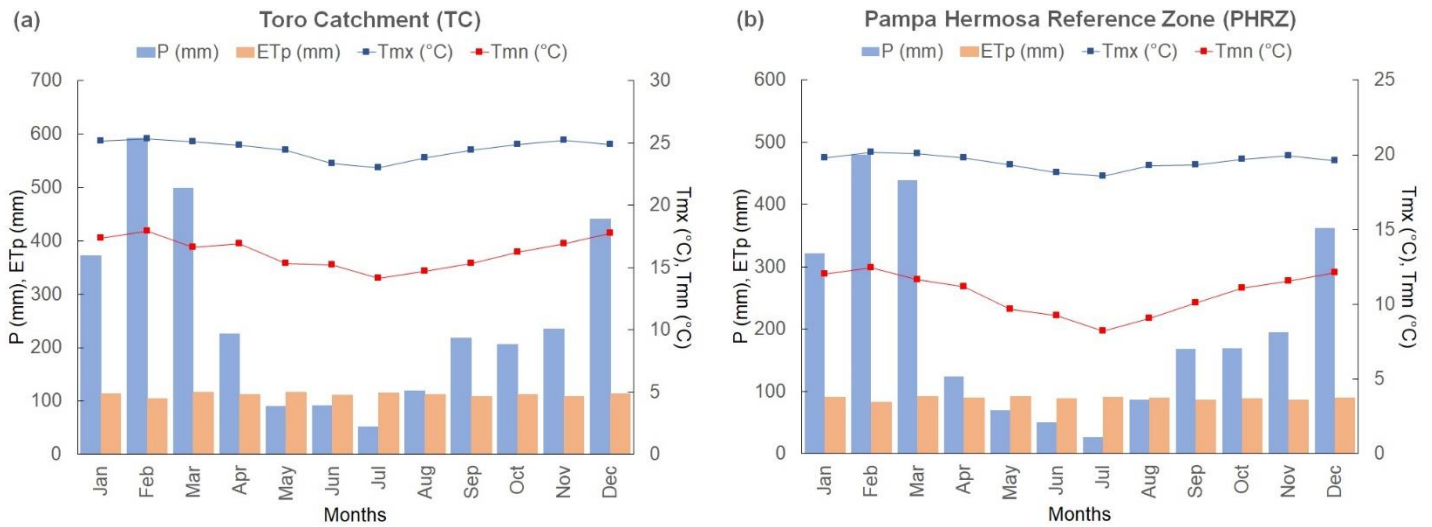 (a) Toro Catchment (TC)
P (mm) ETp (mm) Tmx (°C) Tmn (°C)
700
600
500
400
300
200
100
0
P (mm), ETp (mm)
30
25
20
15
10
5
0
Tmx (°C), Tmn (°C)
Jan Feb Mar Apr May Jun Jul Aug Sep Oct Nov Dec
Months
(b) Pampa Hermosa Reference Zone (PHRZ)
P (mm) ETp (mm) Tmx (°C) Tmn (°C)
600
500
400
300
200
100
0
P (mm), ETp (mm)
25
20
15
10
5
0
Tmx (°C), Tmn (°C)
Jan Feb Mar Apr May Jun Jul Aug Sep Oct Nov Dec
Months